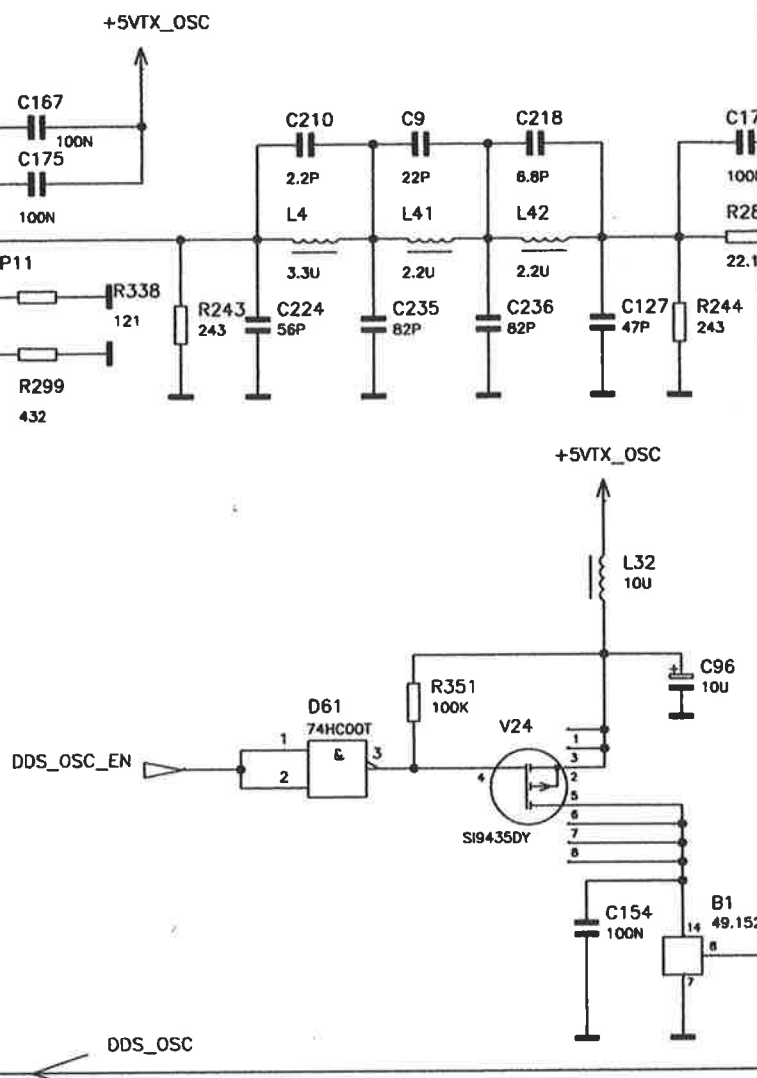 +5VTX_OSC
C167
100N
C175
100N
C210
2.2P
C9
22P
C218
6.8P
C17
100
L4
3.3U
L41
2.2U
L42
2.2U
R28
22.1
P11
R338
121
R299
432
R243
243
C224
56P
C235
82P
C236
82P
C127
47P
R244
243
+5VTX_OSC
L32
10U
C96
10U
R351
100K
D61
74HC00T
&
1
2
3
DDS_OSC_EN
V24
4
1
3
2
5
6
7
8
SI9435DY
C154
100N
B1
49.152
14
8
7
DDS_OSC